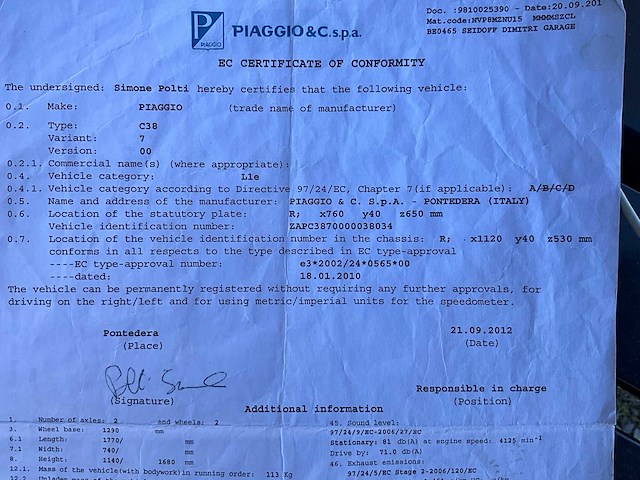 PIAGGIO
PIAGGIO & C. s.p.a.
Doc. :9810025390 - Date:20.09.201
Mat.code:NVP8MZNU15 MMMMSZCL
BE0465 SEIDOFF DIMITRI GARAGE
EC CERTIFICATE OF CONFORMITY
The undersigned: Simone Polti hereby certifies that the following vehicle:
0.1. Make: PIAGGIO (trade name of manufacturer)
0.2. Type: C38
Variant: 7
Version: 00
0.2.1. Commercial name(s) (where appropriate):
0.4. Vehicle category: L1e
0.4.1. Vehicle category according to Directive 97/24/EC, Chapter 7(if applicable): A/B/C/D
0.5. Name and address of the manufacturer: PIAGGIO & C. S.p.A. - PONTEDERA (ITALY)
0.6. Location of the statutory plate: R; x760 y40 z650 mm
Vehicle identification number: ZAPC3870000038034
0.7. Location of the vehicle identification number in the chassis: R; x1120 y40 z530 mm
conforms in all respects to the type described in EC type-approval
----EC type-approval number: e3*2002/24*0565*00
----dated: 18.01.2010
The vehicle can be permanently registered without requiring any further approvals, for
driving on the right/left and for using metric/imperial units for the speedometer.
Pontedera 21.09.2012
(Place) (Date)
(Signature) Responsible in charge
(Position)
Additional information
1. Number of axles: 2 and wheels: 2
3. Wheel base: 1290 mm
6.1 Length: 1770/ mm
7.1 Width: 740/ mm
8. Height: 1140/ 1680 mm
12.1. Mass of the vehicle(with bodywork)in running order: 113 Kg
45. Sound level:
97/24/9/EC-2006/27/EC
Stationary: 81 db(A) at engine speed: 4125 min⁻¹
Drive by: 71.0 db(A)
46. Exhaust emissions:
97/24/5/EC Stage 2-2006/120/EC